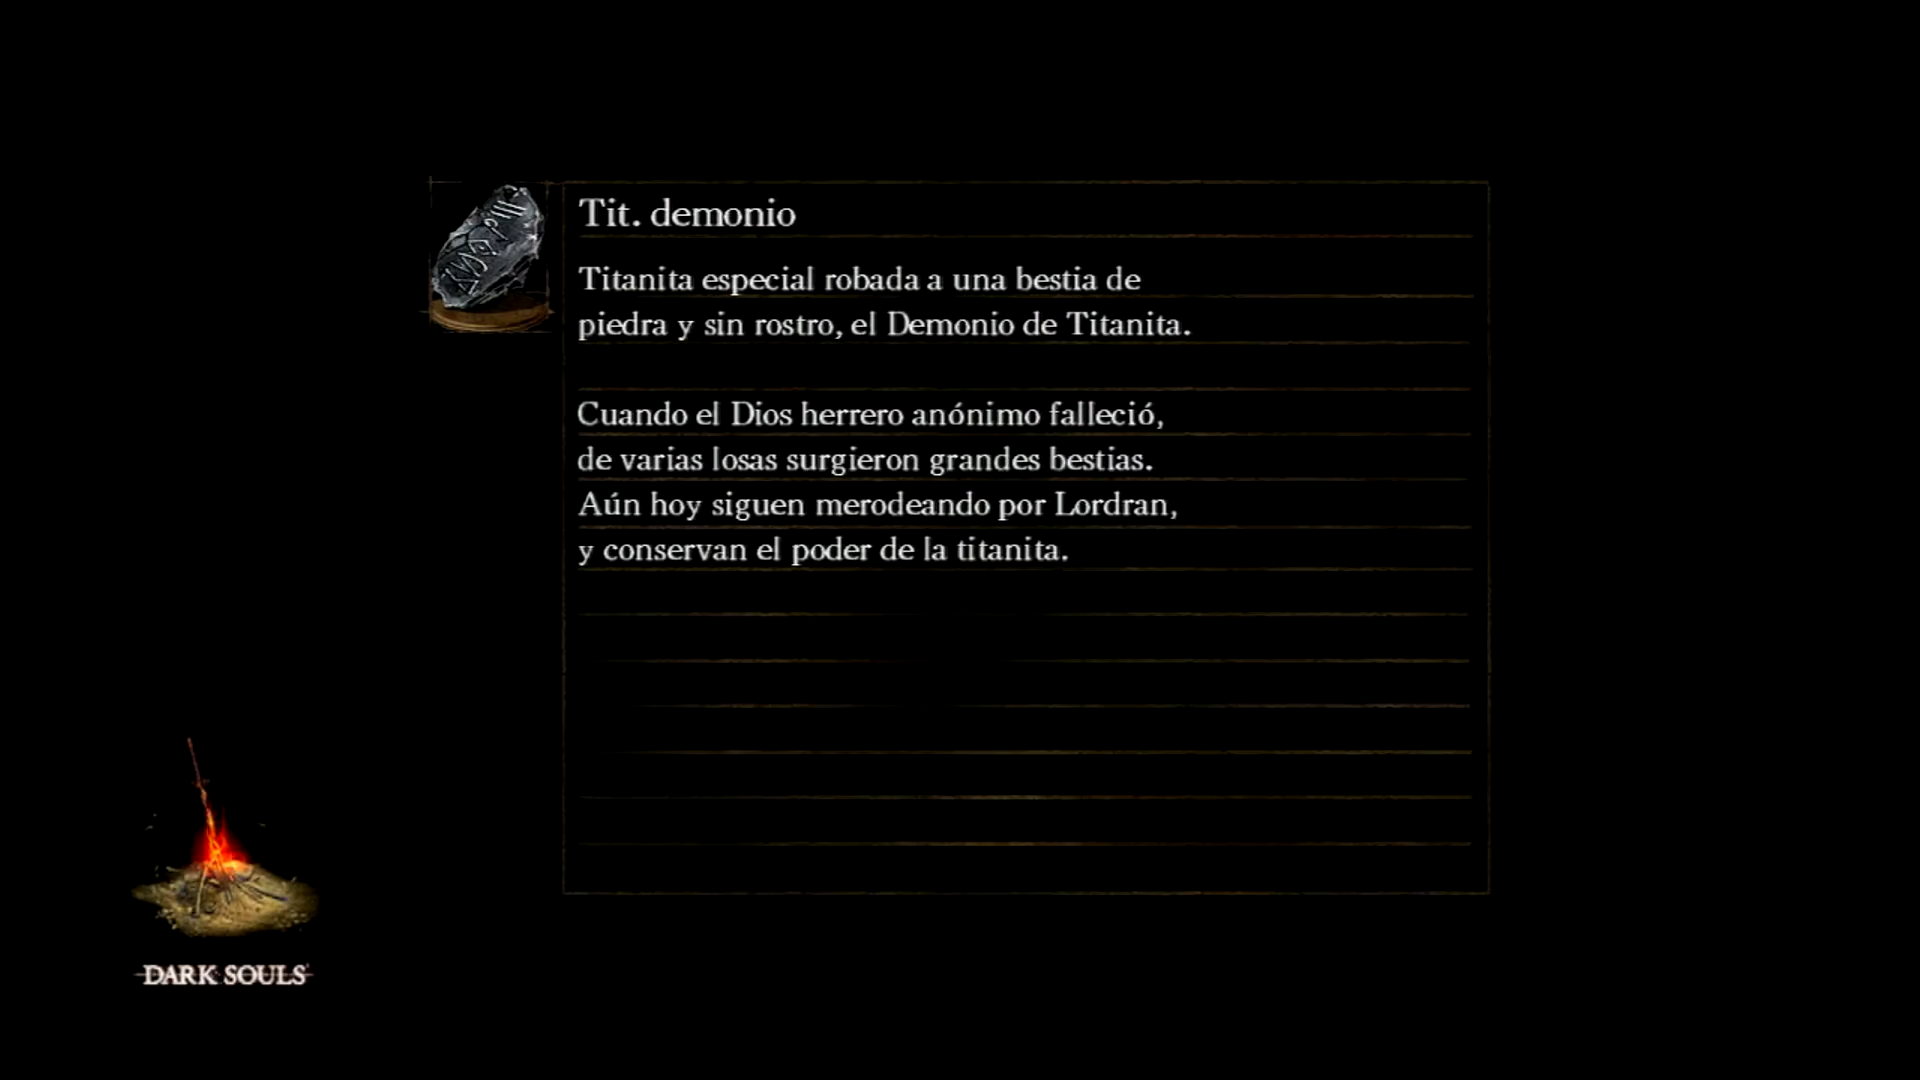 Tit. demonio
Titanita especial robada a una bestia de
piedra y sin rostro, el Demonio de Titanita.
Cuando el Dios herrero anónimo falleció,
de varias losas surgieron grandes bestias.
Aún hoy siguen merodeando por Lordran,
y conservan el poder de la titanita.
DARK SOULS